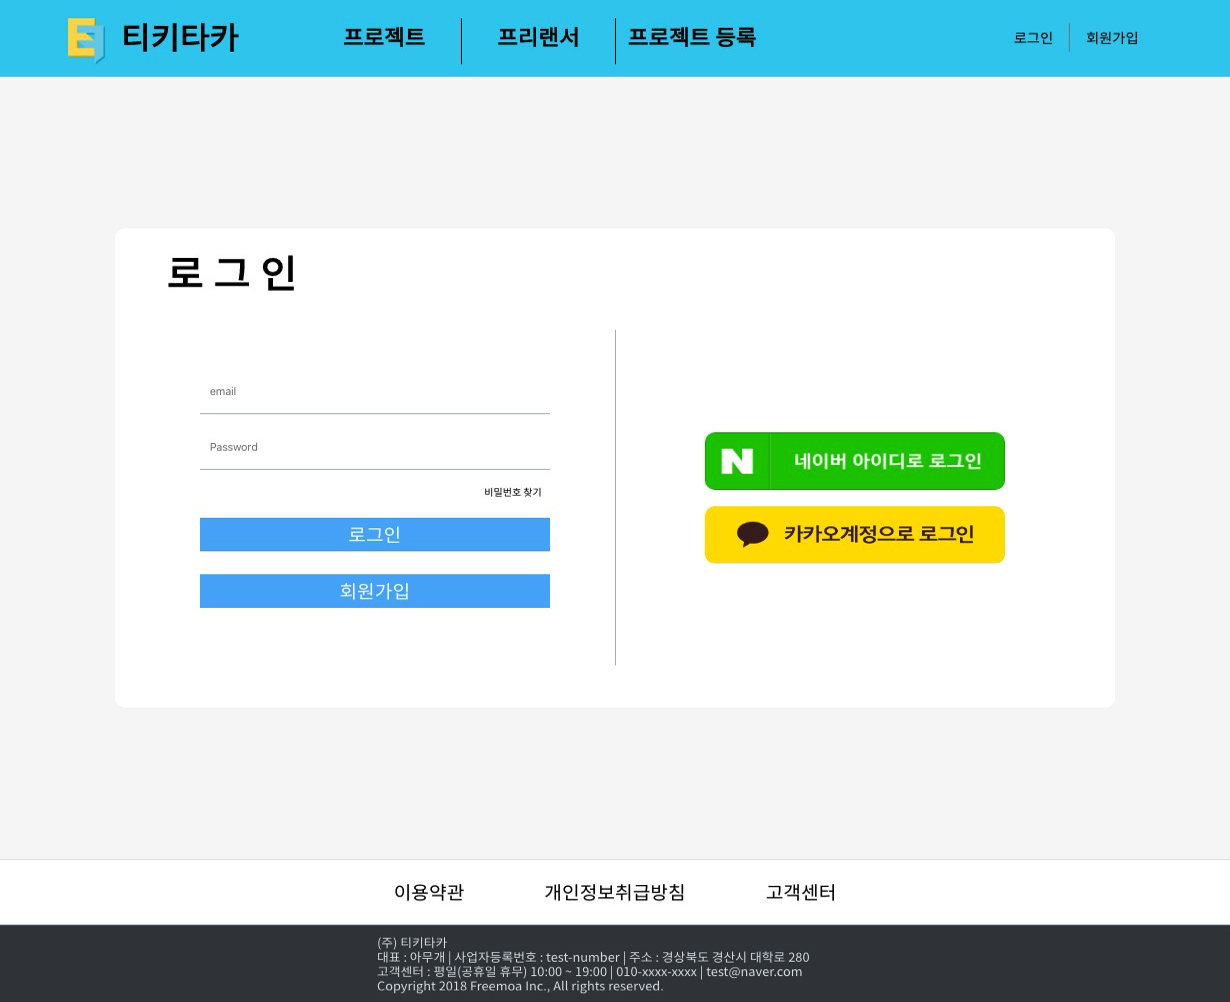 티키타카
프로젝트
프리랜서
프로젝트 등록
로그인
회원가입
로그인
email
Password
비밀번호 찾기
로그인
회원가입
N 네이버 아이디로 로그인
카카오계정으로 로그인
이용약관
개인정보취급방침
고객센터
(주) 티키타카
대표 : 아무개 | 사업자등록번호 : test-number | 주소 : 경상북도 경산시 대학로 280
고객센터 : 평일(공휴일 휴무) 10:00 ~ 19:00 | 010-xxxx-xxxx | test@naver.com
Copyright 2018 Freemoa Inc., All rights reserved.